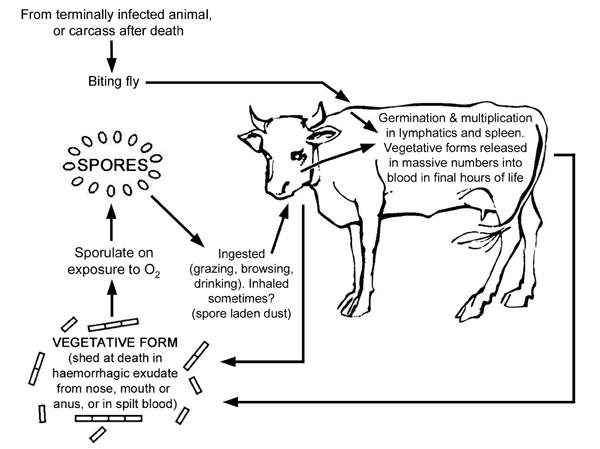 From terminally infected animal,
or carcass after death
Biting fly
Germination & multiplication
in lymphatics and spleen.
Vegetative forms released
in massive numbers into
blood in final hours of life
SPORES
Sporulate on
exposure to O₂
Ingested
(grazing, browsing,
drinking). Inhaled
sometimes?
(spore laden dust)
VEGETATIVE FORM
(shed at death in
haemorrhagic exudate
from nose, mouth or
anus, or in spilt blood)